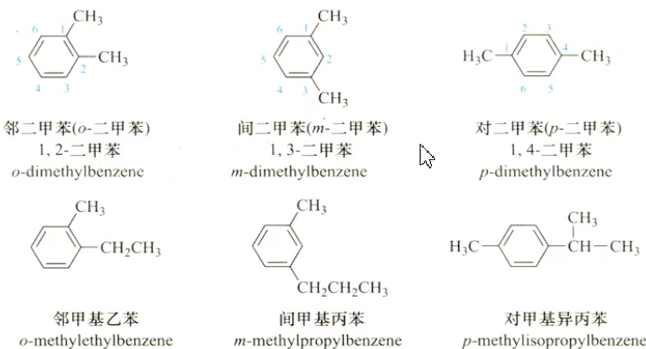 CH₃
6 1
5 CH₃
2
4 3
邻二甲苯(o-二甲苯)
1, 2-二甲苯
o-dimethylbenzene
CH₃
6 1
5 2
4 3
CH₃
间二甲苯(m-二甲苯)
1, 3-二甲苯
m-dimethylbenzene
2 3
H₃C 1 4 CH₃
6 5
对二甲苯(p-二甲苯)
1, 4-二甲苯
p-dimethylbenzene
CH₃
CH₂CH₃
邻甲基乙苯
o-methylethylbenzene
CH₃
CH₂CH₂CH₃
间甲基丙苯
m-methylpropylbenzene
CH₃
H₃C CH—CH₃
对甲基异丙苯
p-methylisopropylbenzene